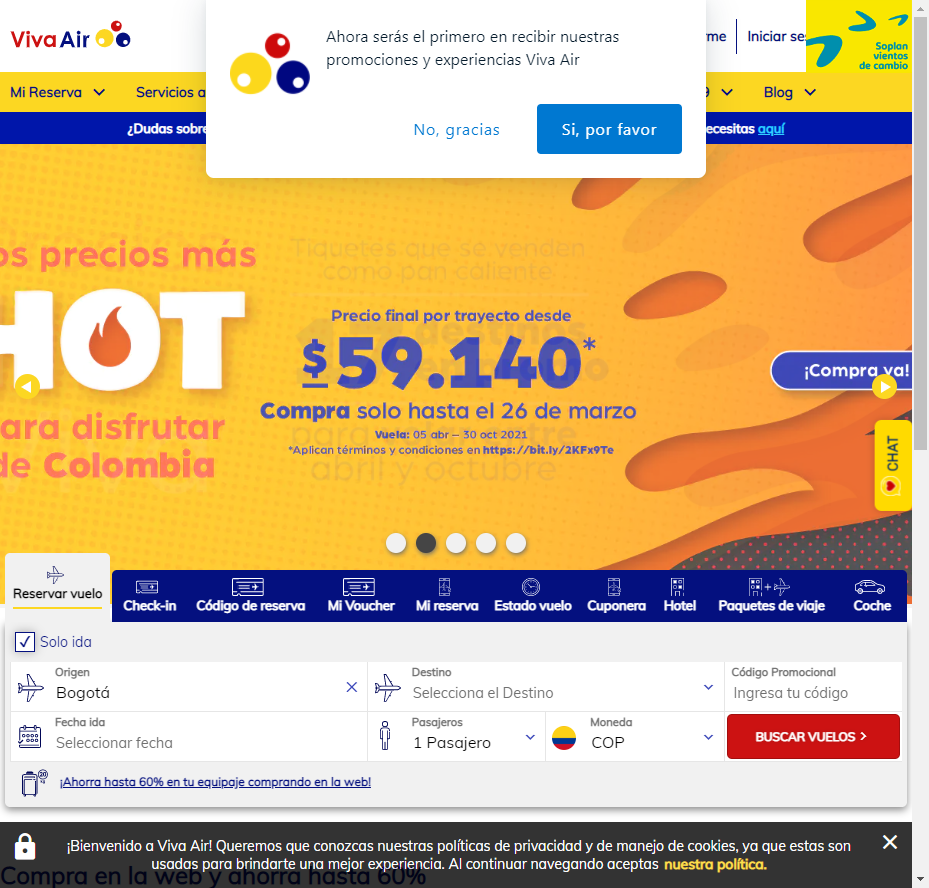 Viva Air
Ahora serás el primero en recibir nuestras
promociones y experiencias Viva Air
No, gracias
Si, por favor
Iniciar se
Soplan
vientos
de cambio
Mi Reserva
Servicios a
9
Blog
¿Dudas sobre
ecesitas aquí
os precios más
HOT
ara disfrutar
de Colombia
Tiquetes que se venden
como pan caliente
Precio final por trayecto desde
$59.140*
Compra solo hasta el 26 de marzo
Vuela: 05 abr – 30 oct 2021
*Aplican términos y condiciones en https://bit.ly/2KFx9Te
abril y octubre
¡Compra ya!
CHAT
Reservar vuelo
Check-in
Código de reserva
Mi Voucher
Mi reserva
Estado vuelo
Cuponera
Hotel
Paquetes de viaje
Coche
Solo ida
Origen
Bogotá
Destino
Selecciona el Destino
Código Promocional
Ingresa tu código
Fecha ida
Seleccionar fecha
Pasajeros
1 Pasajero
Moneda
COP
BUSCAR VUELOS >
¡Ahorra hasta 60% en tu equipaje comprando en la web!
¡Bienvenido a Viva Air! Queremos que conozcas nuestras políticas de privacidad y de manejo de cookies, ya que estas son
usadas para brindarte una mejor experiencia. Al continuar navegando aceptas nuestra política.
Compra en la web y ahorra hasta 60%